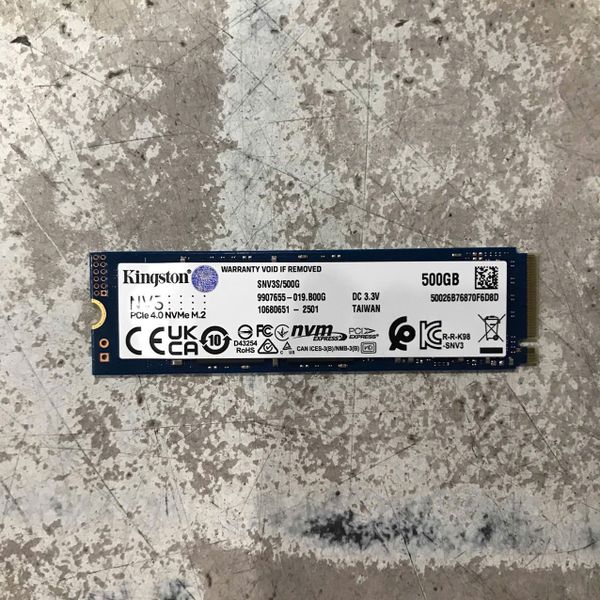 Kingston
NV3
PCIe 4.0 NVMe M.2
WARRANTY VOID IF REMOVED
SNV3S/500G
9907655-019.B00G
10680651 - 2501
DC 3.3V
TAIWAN
500GB
50026B76870F6D8D
CE UK CA
10
D43254
RoHS
nvm
EXPRESS
PCI
EXPRESS
CAN ICES-3(B)/NMB-3(B)
R-R-K98
-SNV3